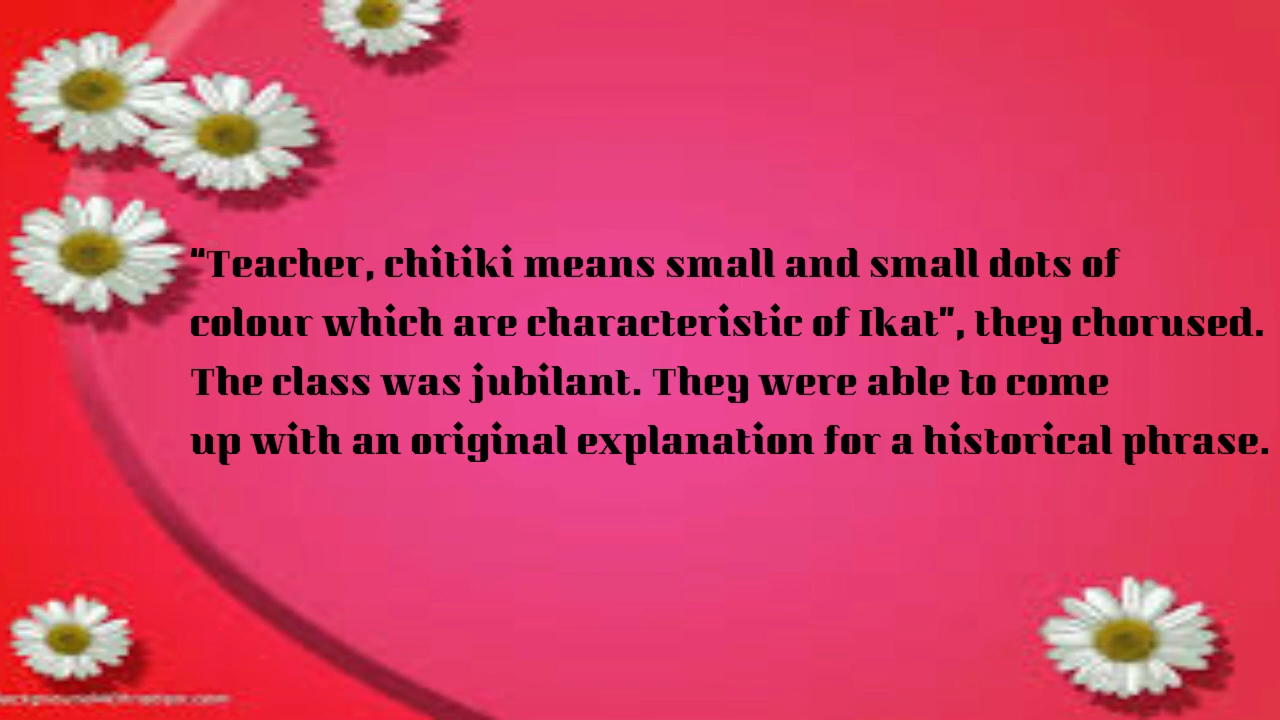 “Teacher, chitiki means small and small dots of
colour which are characteristic of Ikat”, they chorused.
The class was jubilant. They were able to come
up with an original explanation for a historical phrase.